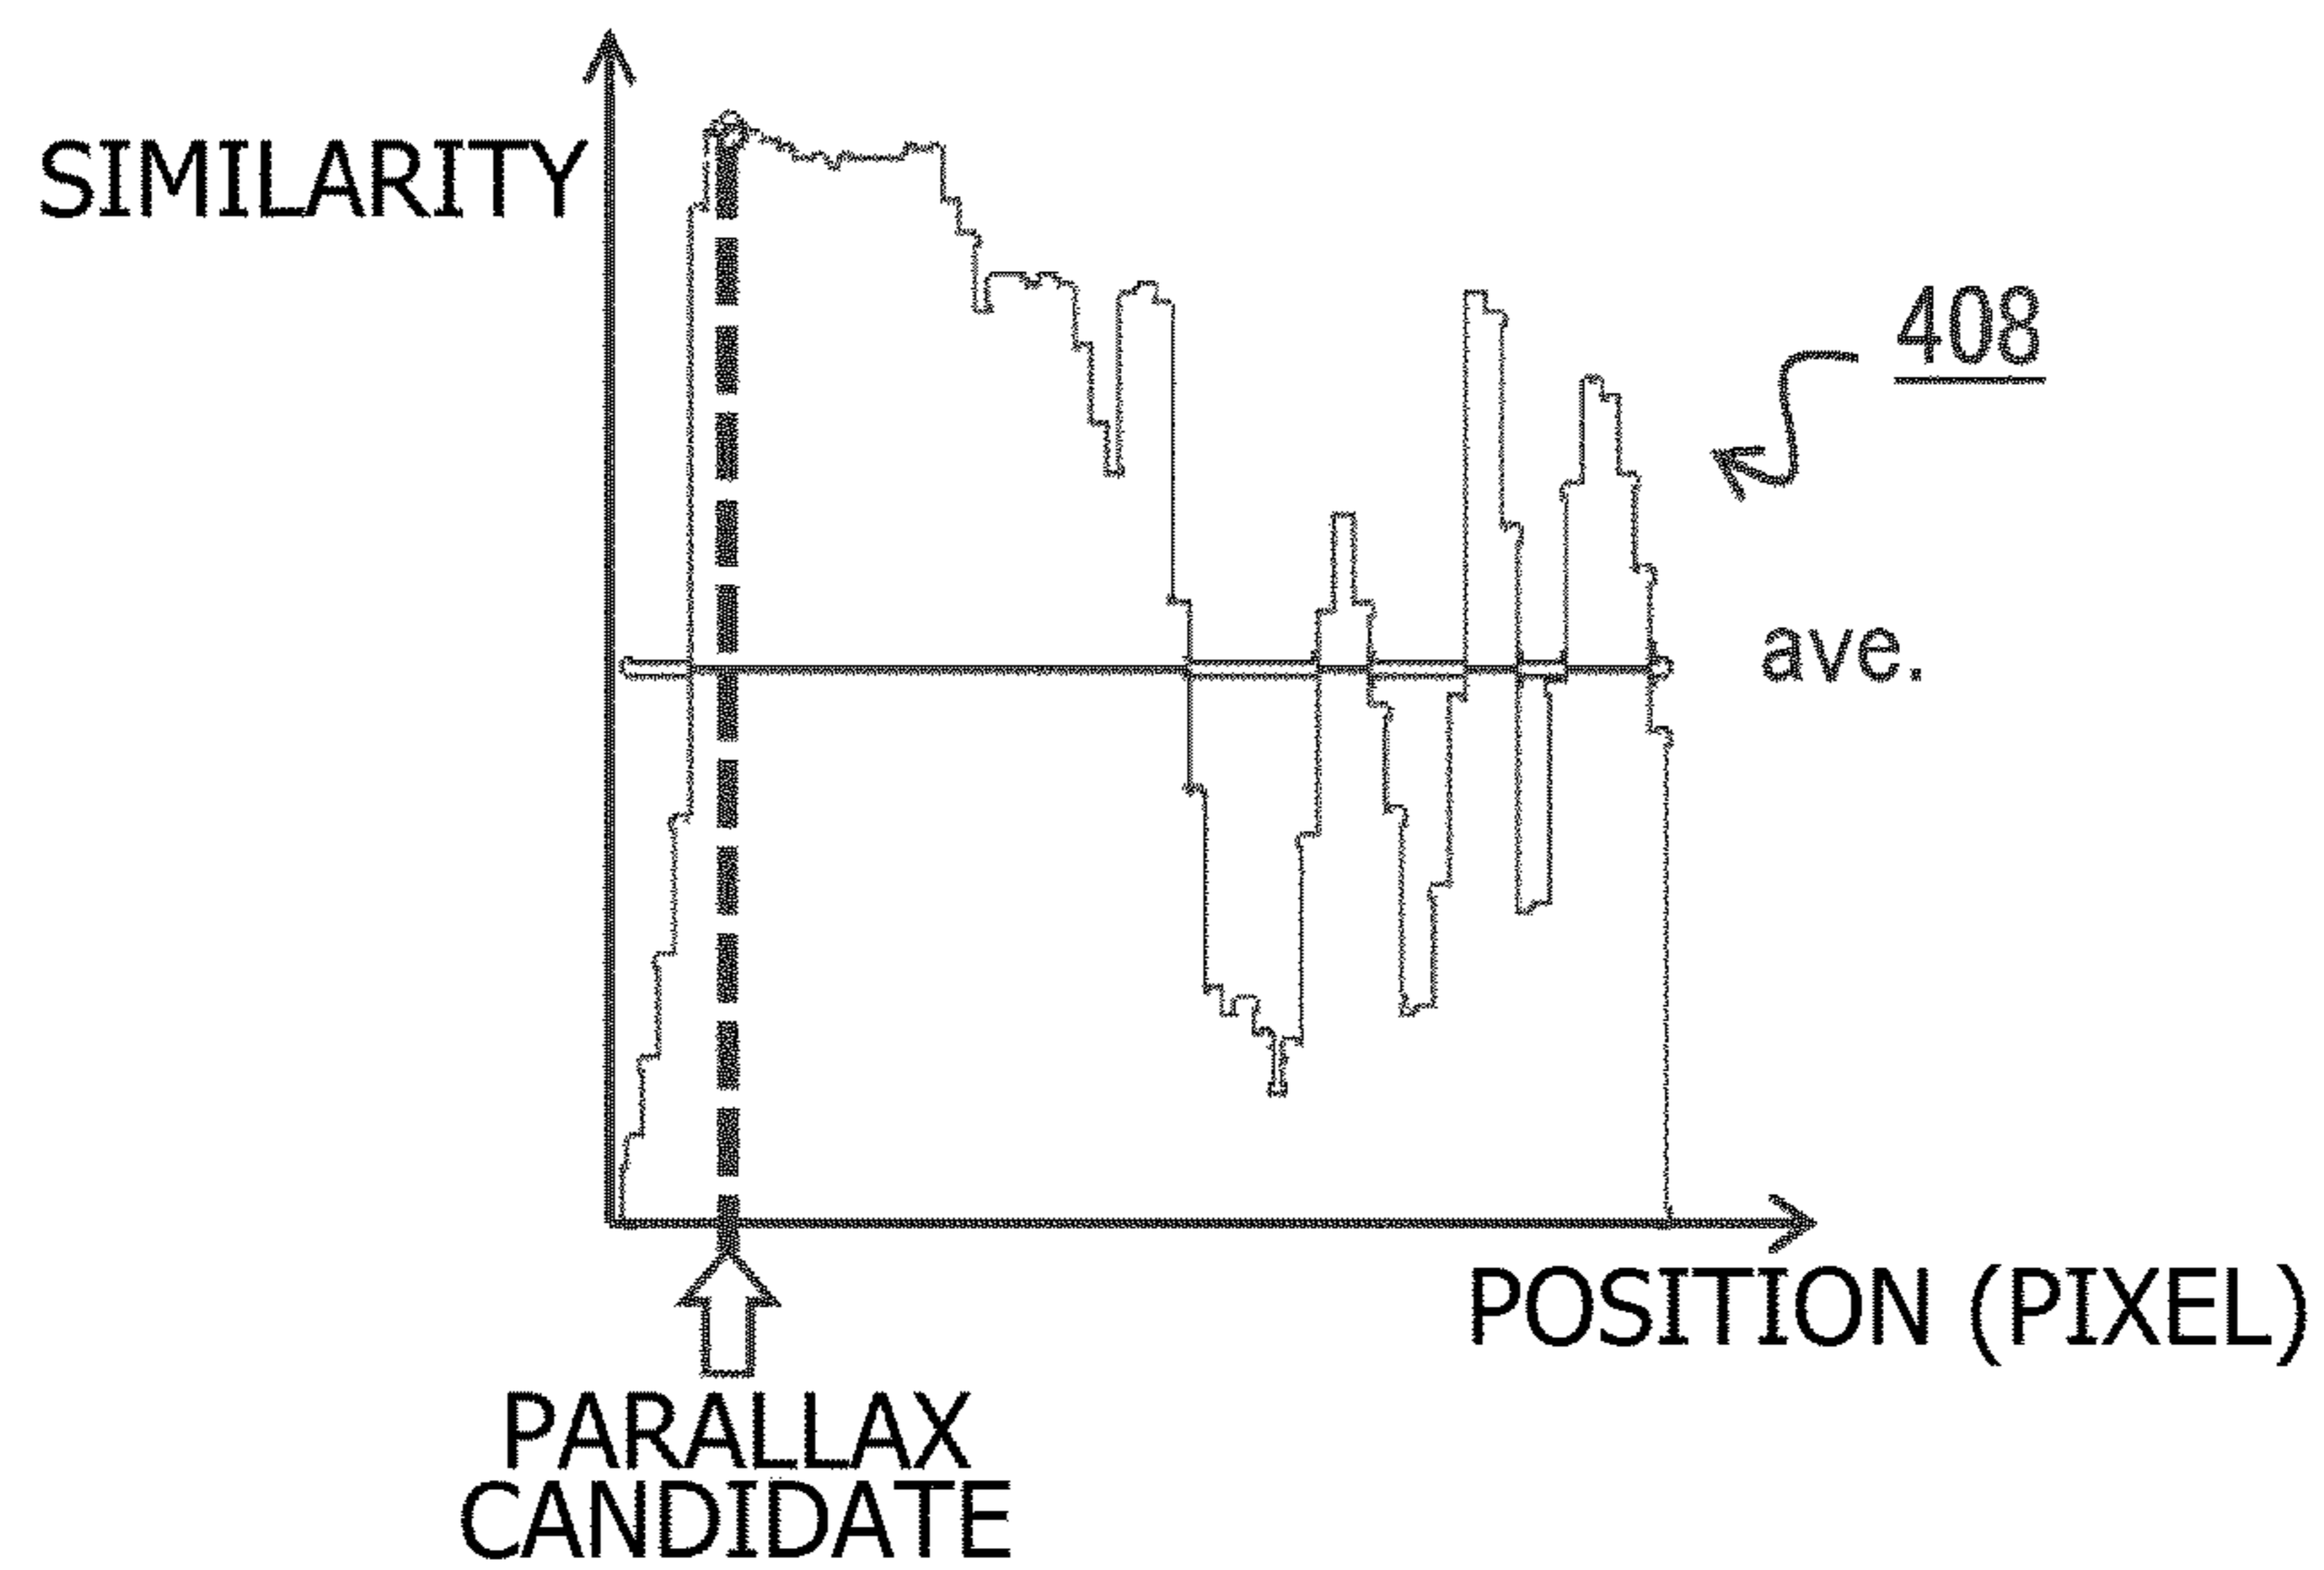 SIMILARITY
408
ave.
POSITION (PIXEL)
PARALLAX
CANDIDATE